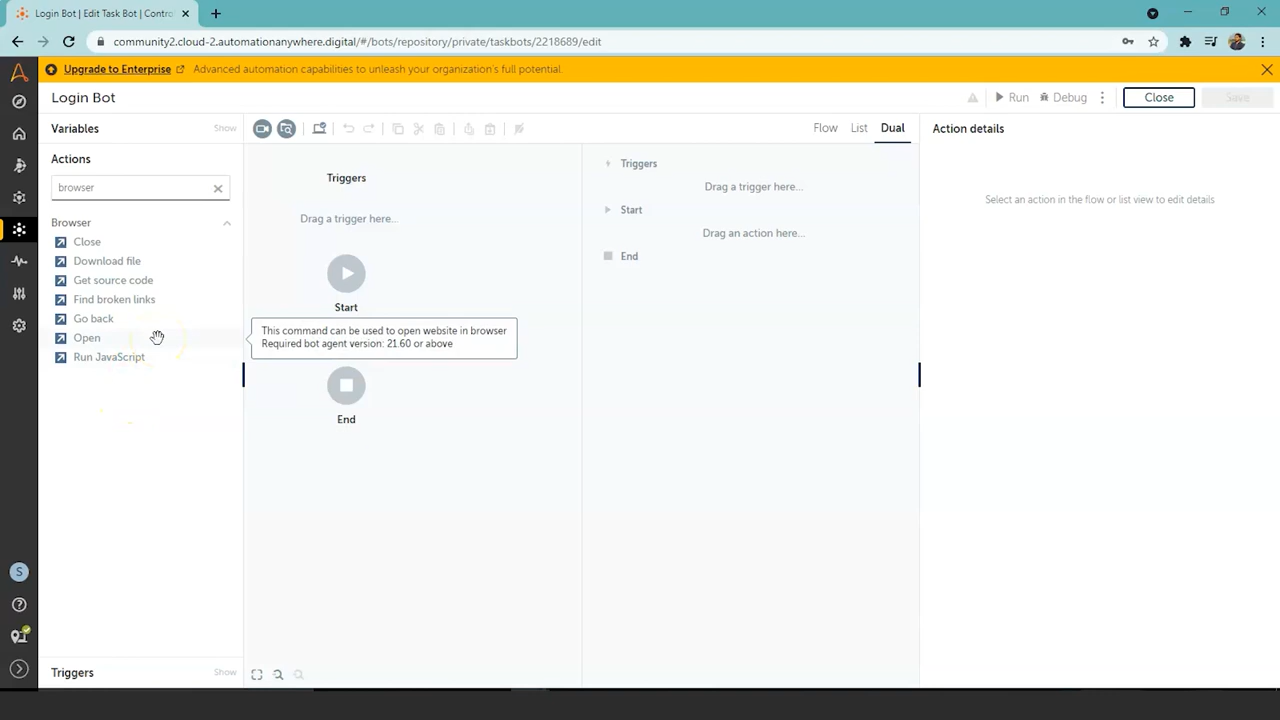 Login Bot | Edit Task Bot | Contro
community2.cloud-2.automationanywhere.digital/#/bots/repository/private/taskbots/2218689/edit
Upgrade to Enterprise
Advanced automation capabilities to unleash your organization's full potential.
Login Bot
Run
Debug
Close
Save
Variables
Show
Flow
List
Dual
Action details
Actions
browser
Browser
Close
Download file
Get source code
Find broken links
Go back
Open
Run JavaScript
Triggers
Drag a trigger here...
Start
This command can be used to open website in browser
Required bot agent version: 21.60 or above
End
Triggers
Drag a trigger here...
Start
Drag an action here...
End
Select an action in the flow or list view to edit details
S
Triggers
Show